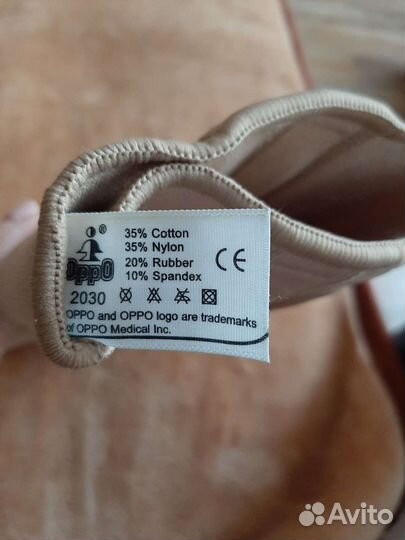 ®
OppO
35% Cotton
35% Nylon
20% Rubber
10% Spandex
CE
2030
OPPO and OPPO logo are trademarks
of OPPO Medical Inc.
Avito